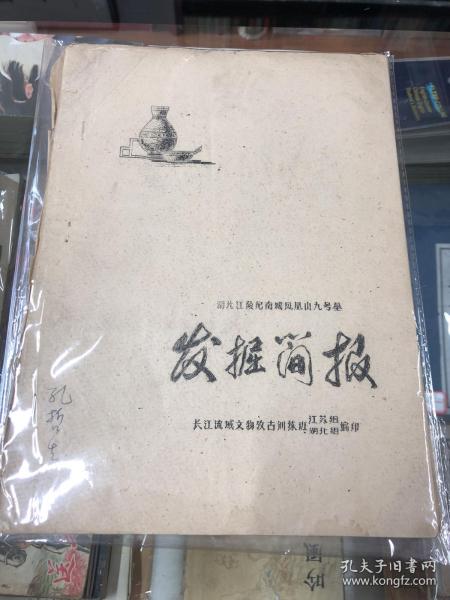 湖北江陵纪南城凤凰山九号墓
发掘简报
长江流域文物考古训练班江苏组湖北组编印
孔
孔夫子旧书网
www.kongfz.com